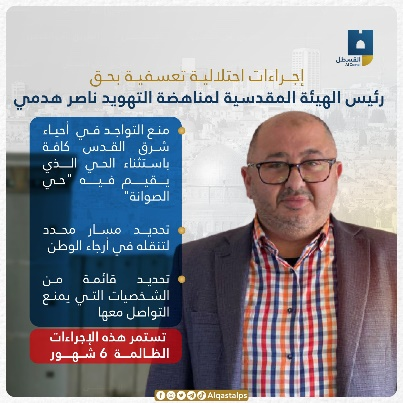 القسطل
Al Qastal
إجراءات احتلالية تعسفية بحق
رئيس الهيئة المقدسية لمناهضة التهويد ناصر هدمي
منع التواجد في أحياء
شرق القدس كافة
باستثناء الحي الذي
يقيم فيه "حي
الصوانة"
تحديد مسار محدد
لتنقله في أرجاء الوطن
تحديد قائمة من
الشخصيات التي يمنع
التواصل معها
تستمر هذه الإجراءات
الظالمة 6 شهور
Alqastalps